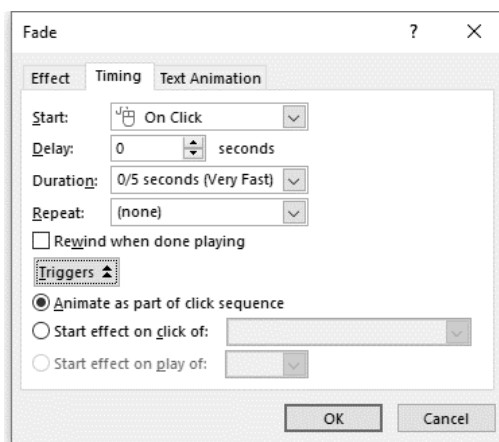 Fade ?
Effect Timing Text Animation
Start: On Click
Delay: 0 seconds
Duration: 0/5 seconds (Very Fast)
Repeat: (none)
Rewind when done playing
Triggers
Animate as part of click sequence
Start effect on click of:
Start effect on play of:
OK Cancel